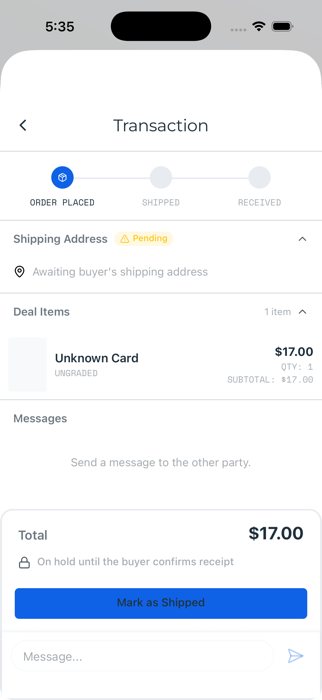 5:35
Transaction
ORDER PLACED
SHIPPED
RECEIVED
Shipping Address
Pending
Awaiting buyer's shipping address
Deal Items
1 item
Unknown Card
$17.00
UNGRADED
QTY: 1
SUBTOTAL: $17.00
Messages
Send a message to the other party.
Total
$17.00
On hold until the buyer confirms receipt
Mark as Shipped
Message...